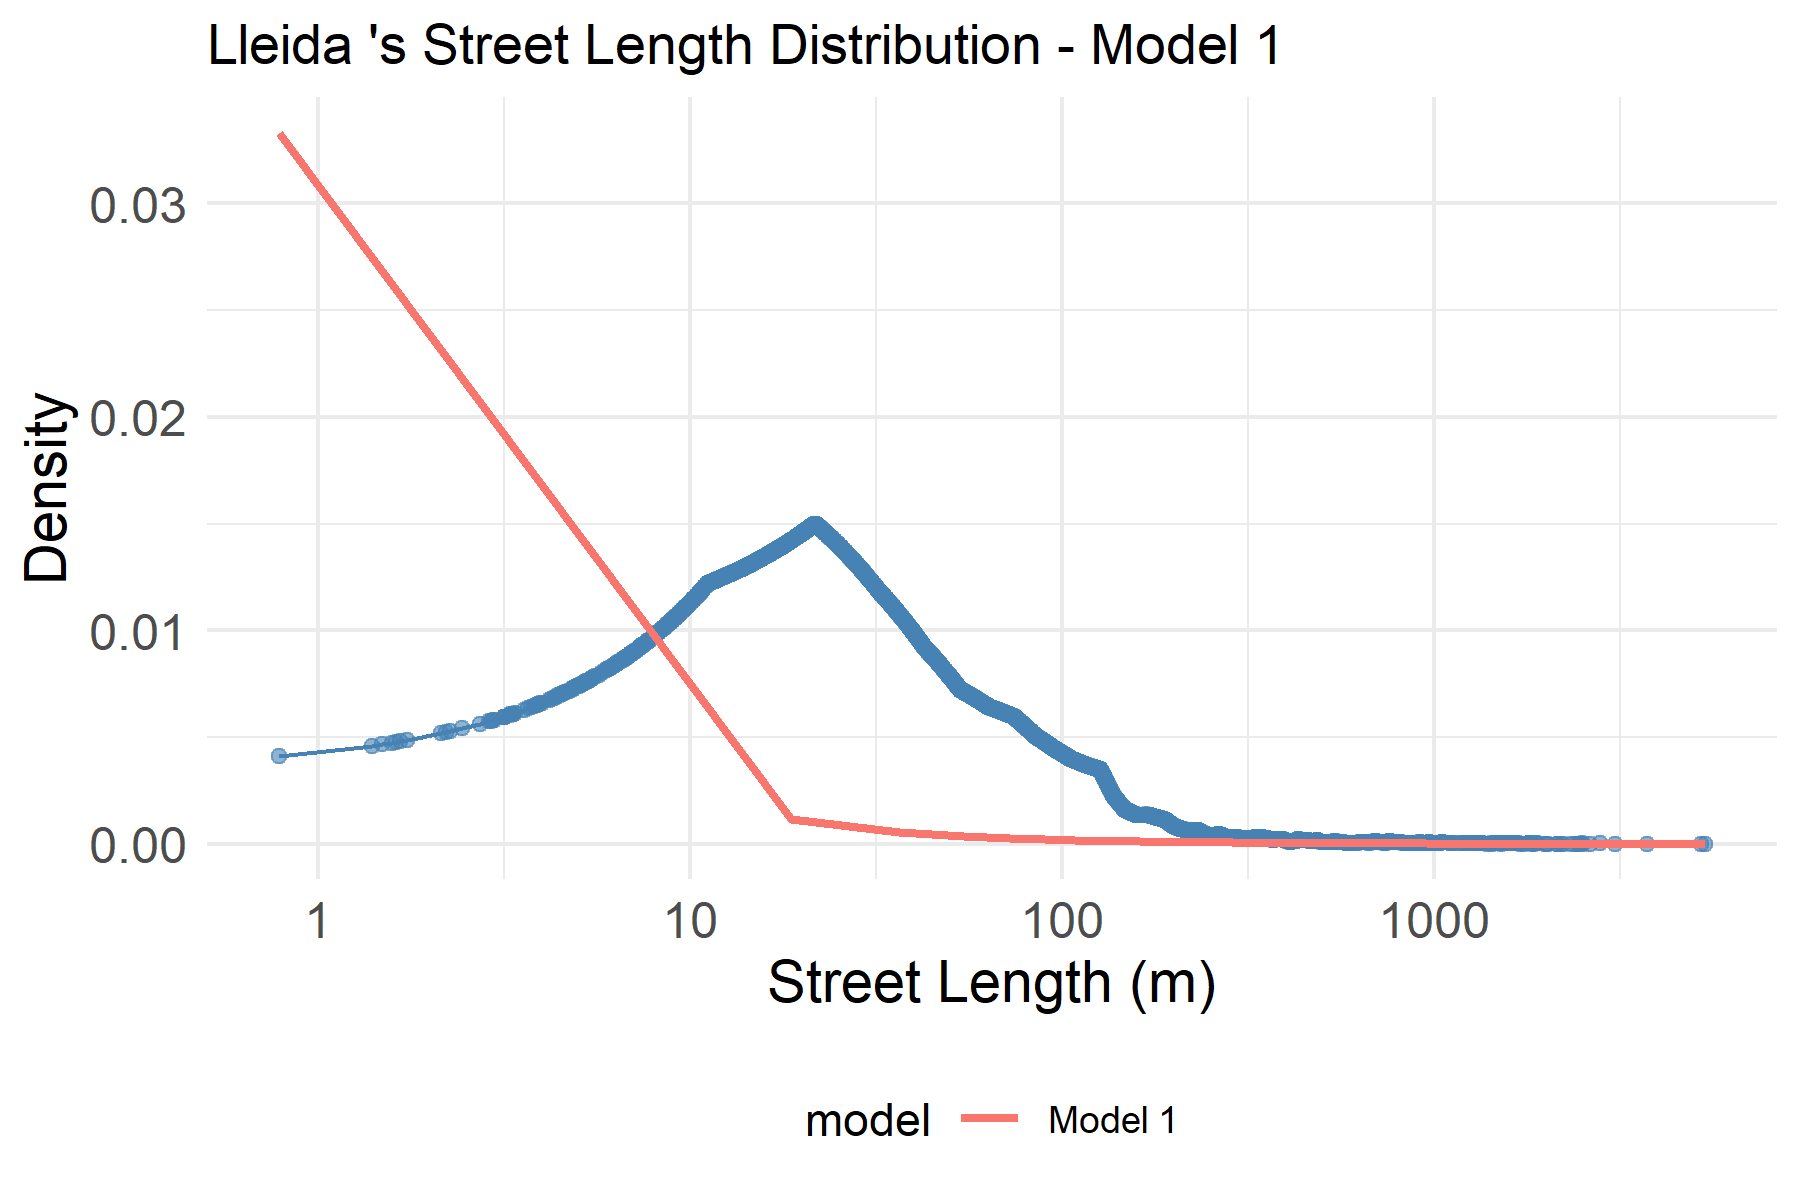 Lleida 's Street Length Distribution - Model 1
Density
0.03
0.02
0.01
0.00
1 10 100 1000
Street Length (m)
model Model 1